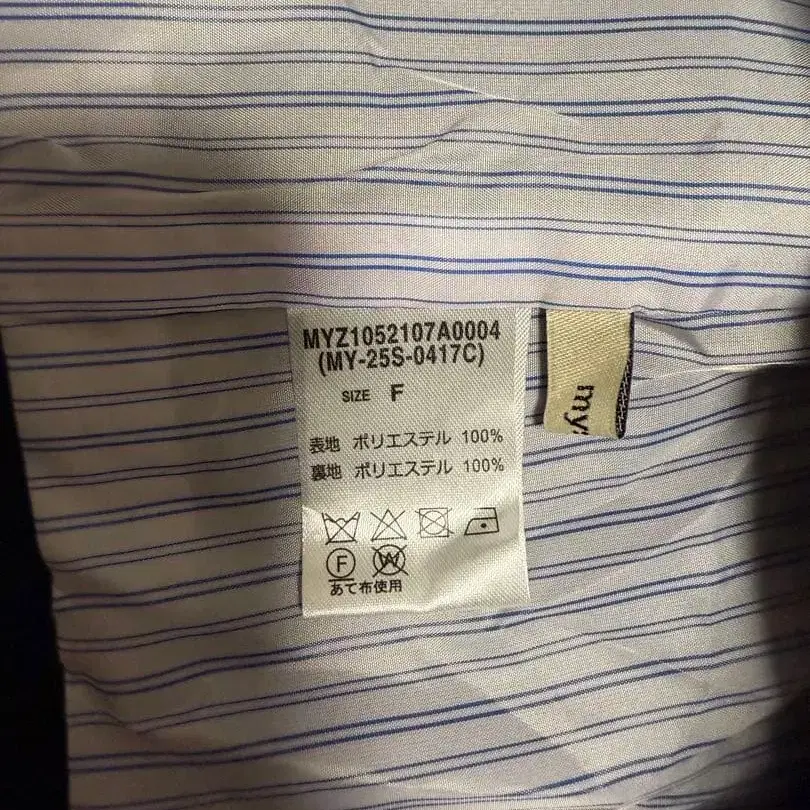 MYZ1052107A0004
(MY-25S-0417C)
SIZE F
表地 ポリエステル 100%
裏地 ポリエステル 100%
F
W
あて布使用
my